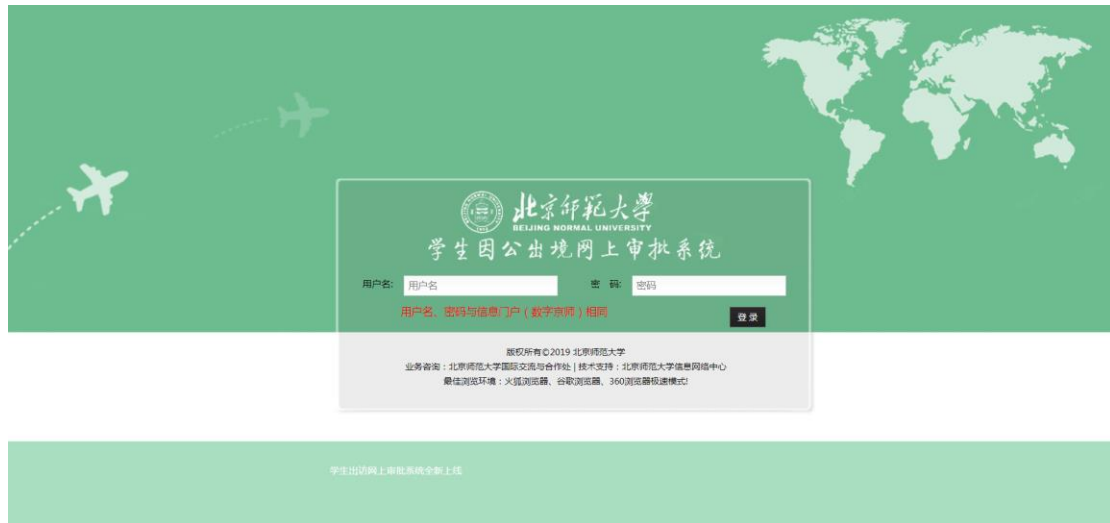 北京师范大学
BEIJING NORMAL UNIVERSITY
学生因公出境网上审批系统
用户名: 用户名 密 码: 密码
用户名、密码与信息门户（数字京师）相同
登录
版权所有©2019 北京师范大学
业务咨询：北京师范大学国际交流与合作处 | 技术支持：北京师范大学信息网络中心
最佳浏览环境：火狐浏览器、谷歌浏览器、360浏览器极速模式!
学生出访网上审批系统全新上线